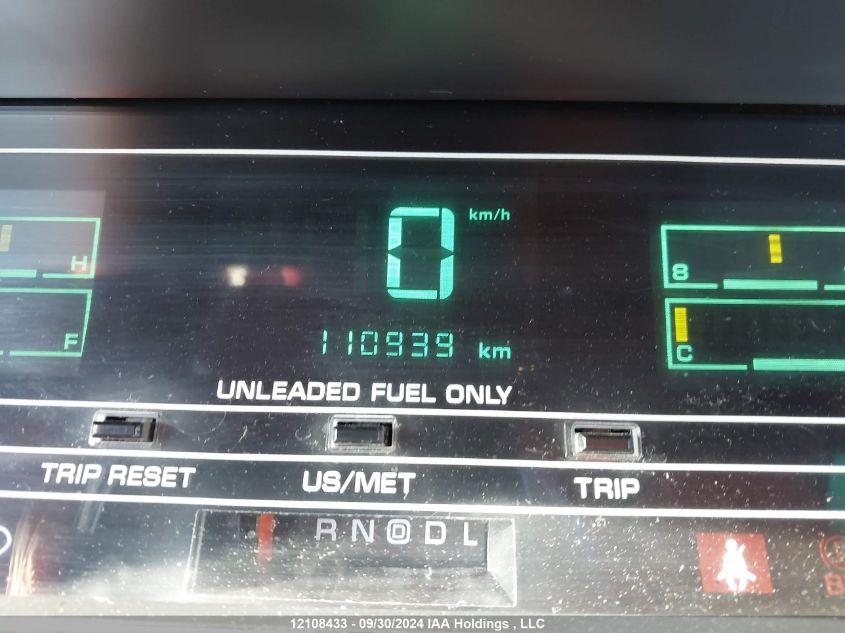 0 km/h
H
8
110939 km
F
C
UNLEADED FUEL ONLY
TRIP RESET US/MET TRIP
R N D D L
12108433 - 09/30/2024 IAA Holdings , LLC